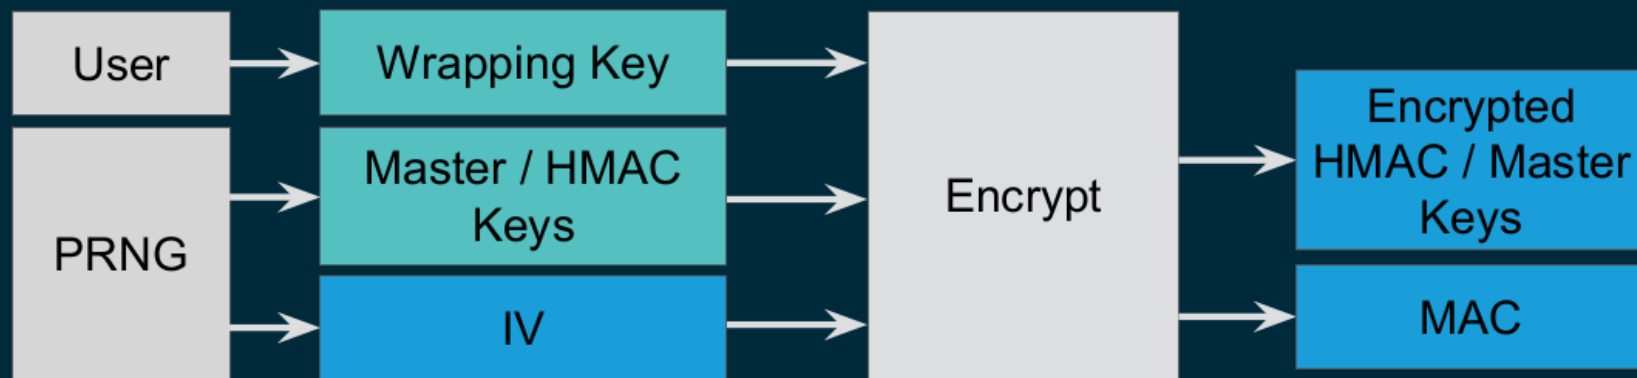 User
Wrapping Key
PRNG
Master / HMAC
Keys
IV
Encrypt
Encrypted
HMAC / Master
Keys
MAC